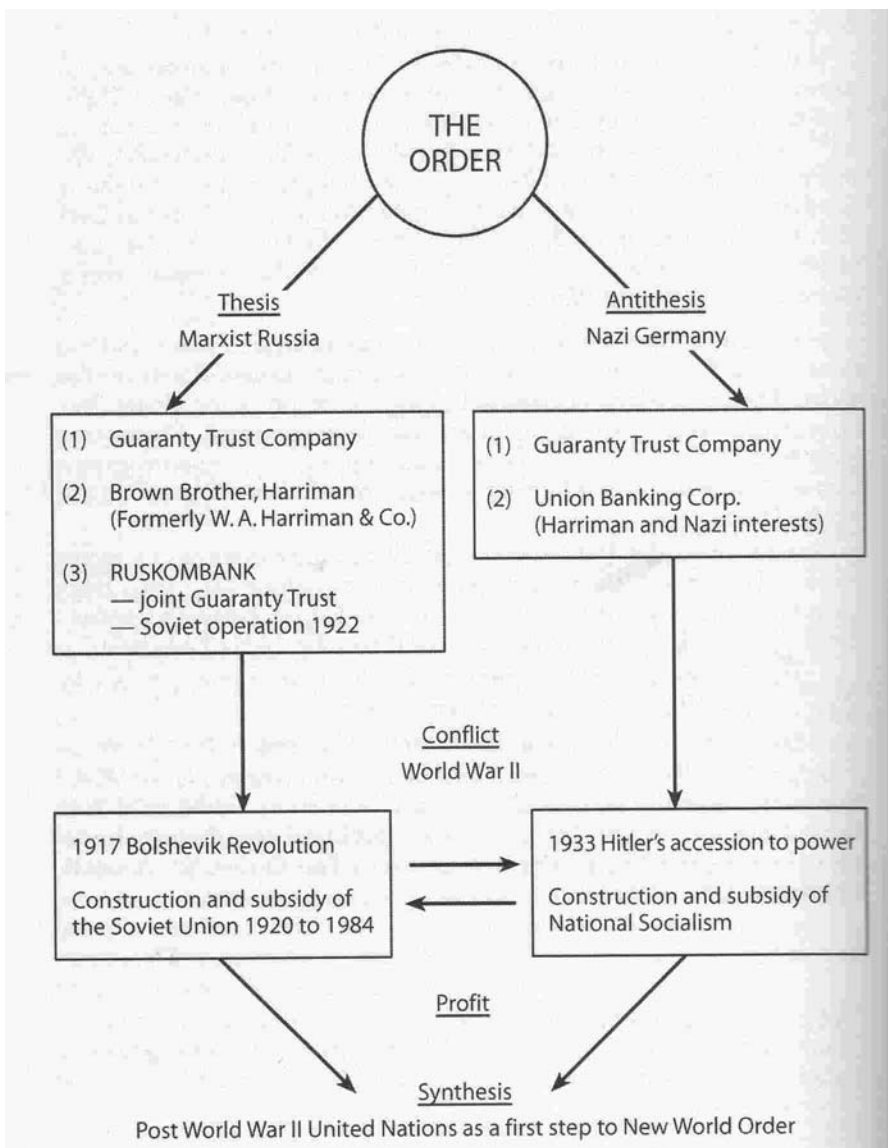 THE
ORDER
Thesis
Marxist Russia
Antithesis
Nazi Germany
(1) Guaranty Trust Company
(2) Brown Brother, Harriman
(Formerly W. A. Harriman & Co.)
(3) RUSKOMBANK
— joint Guaranty Trust
— Soviet operation 1922
(1) Guaranty Trust Company
(2) Union Banking Corp.
(Harriman and Nazi interests)
Conflict
World War II
1917 Bolshevik Revolution
Construction and subsidy of
the Soviet Union 1920 to 1984
1933 Hitler's accession to power
Construction and subsidy of
National Socialism
Profit
Synthesis
Post World War II United Nations as a first step to New World Order